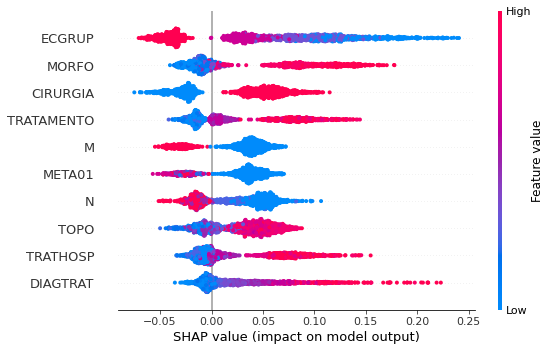 High
ECGRUP
MORFO
CIRURGIA
TRATAMENTO
M
META01
N
TOPO
TRATHOSP
DIAGTRAT
Feature value
Low
−0.05 0.00 0.05 0.10 0.15 0.20 0.25
SHAP value (impact on model output)